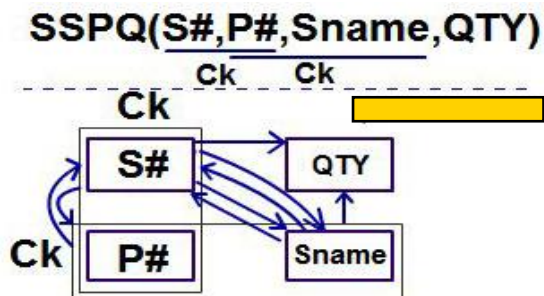 SSPQ(S#,P#,Sname,QTY)
Ck Ck
Ck
S# QTY
Ck P# Sname